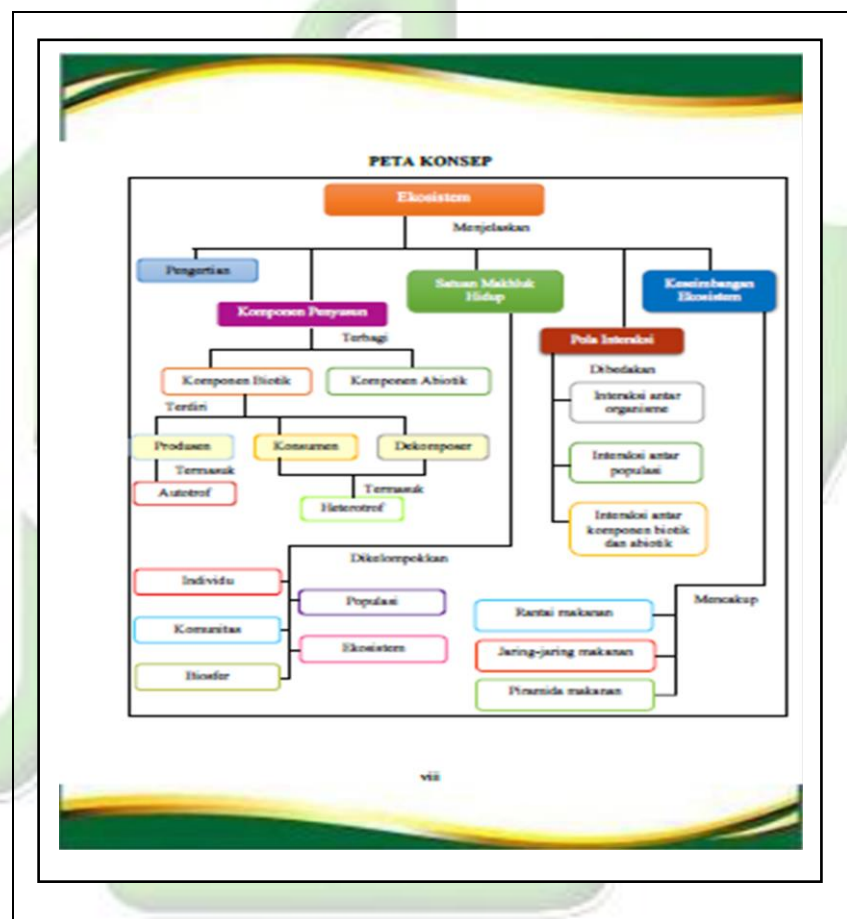 PETA KONSEP
Ekosistem
Menjelaskan
Pengertian
Komponen Penyusun
Satuan Makhluk
Hidup
Pola Interaksi
Keseimbangan
Ekosistem
Terbagi
Komponen Biotik
Komponen Abiotik
Terdiri
Produsen
Konsumen
Dekomposer
Termasuk
Autotrof
Termasuk
Heterotrof
Dibedakan
Interaksi antar
organisme
Interaksi antar
populasi
Interaksi antar
komponen biotik
dan abiotik
Dikelompokkan
Individu
Populasi
Komunitas
Ekosistem
Biosfer
Mencakup
Rantai makanan
Jaring-jaring makanan
Piramida makanan
viii